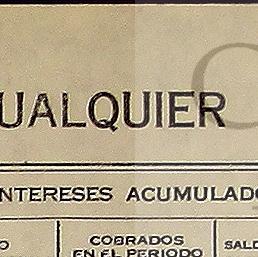 UALQUIER
NTERESES ACUMULADO
O COBRADOS SALD
EN EL PERIODO